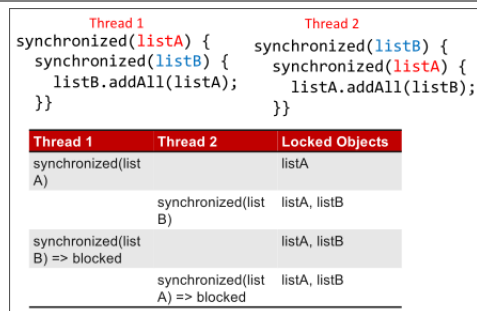 Thread 1
synchronized(listA) {
synchronized(listB) {
listB.addAll(listA);
}}
Thread 2
synchronized(listB) {
synchronized(listA) {
listA.addAll(listB);
}}
Thread 1 Thread 2 Locked Objects
synchronized(list
A) listA
synchronized(list
B) listA, listB
synchronized(list
B) => blocked listA, listB
synchronized(list
A) => blocked listA, listB